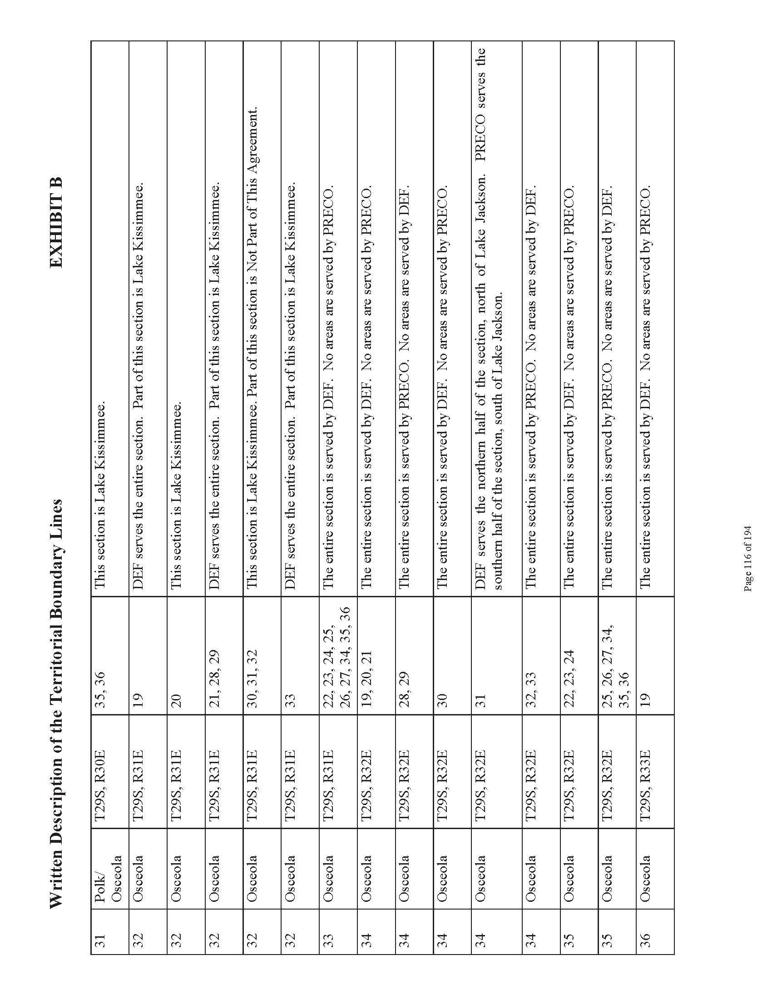 Written Description of the Territorial Boundary Lines EXHIBIT B
31 Polk/ T29S, R30E 35, 36 This section is Lake Kissimmee.
Osceola
32 Osceola T29S, R31E 19 DEF serves the entire section. Part of this section is Lake Kissimmee.
32 Osceola T29S, R31E 20 This section is Lake Kissimmee.
32 Osceola T29S, R31E 21, 28, 29 DEF serves the entire section. Part of this section is Lake Kissimmee.
32 Osceola T29S, R31E 30, 31, 32 This section is Lake Kissimmee. Part of this section is Not Part of This Agreement.
32 Osceola T29S, R31E 33 DEF serves the entire section. Part of this section is Lake Kissimmee.
33 Osceola T29S, R31E 22, 23, 24, 25, The entire section is served by DEF. No areas are served by PRECO.
26, 27, 34, 35, 36
34 Osceola T29S, R32E 19, 20, 21 The entire section is served by DEF. No areas are served by PRECO.
34 Osceola T29S, R32E 28, 29 The entire section is served by PRECO. No areas are served by DEF.
34 Osceola T29S, R32E 30 The entire section is served by DEF. No areas are served by PRECO.
34 Osceola T29S, R32E 31 DEF serves the northern half of the section, north of Lake Jackson. PRECO serves the
southern half of the section, south of Lake Jackson.
34 Osceola T29S, R32E 32, 33 The entire section is served by PRECO. No areas are served by DEF.
35 Osceola T29S, R32E 22, 23, 24 The entire section is served by DEF. No areas are served by PRECO.
35 Osceola T29S, R32E 25, 26, 27, 34, The entire section is served by PRECO. No areas are served by DEF.
35, 36
36 Osceola T29S, R33E 19 The entire section is served by DEF. No areas are served by PRECO.
Page 116 of 194